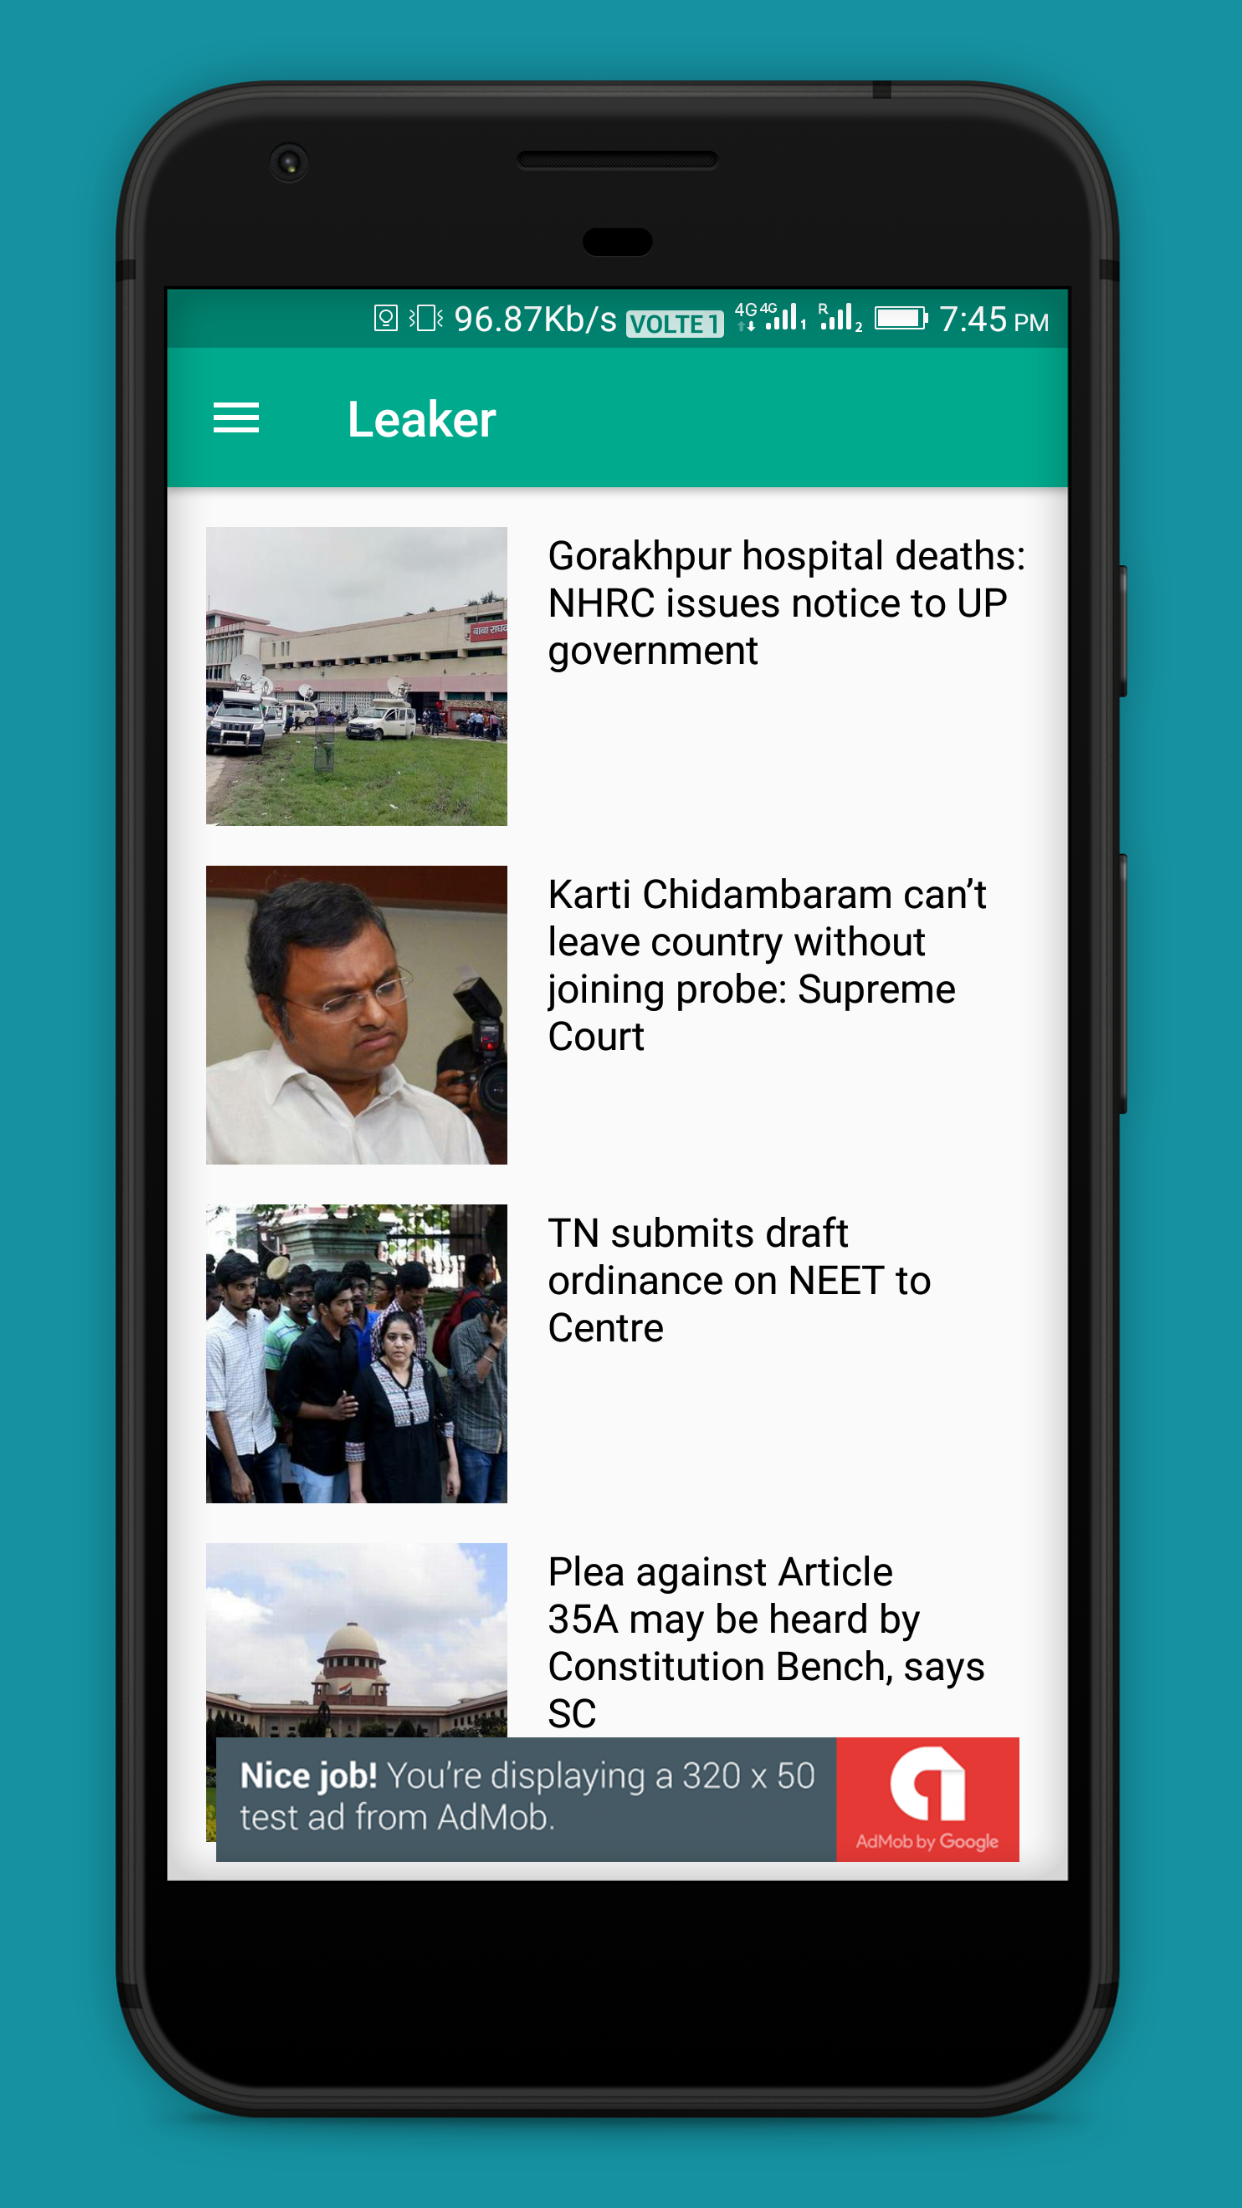 96.87Kb/s VOLTE 1 4G 4G 1 R 2 7:45 PM
Leaker
Gorakhpur hospital deaths:
NHRC issues notice to UP
government
बाबा राघव
Karti Chidambaram can’t
leave country without
joining probe: Supreme
Court
TN submits draft
ordinance on NEET to
Centre
Plea against Article
35A may be heard by
Constitution Bench, says
SC
Nice job! You’re displaying a 320 x 50
test ad from AdMob.
AdMob by Google